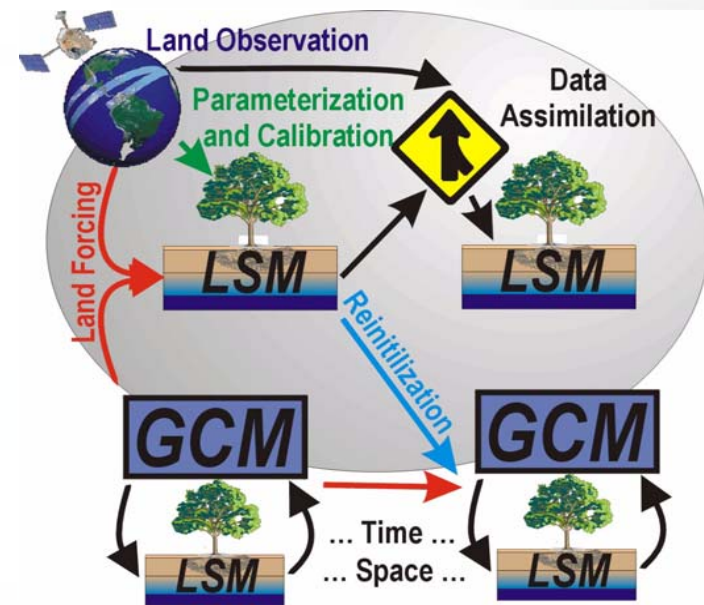 Land Observation
Parameterization
and Calibration
Data
Assimilation
Land Forcing
LSM
LSM
Reinitilization
GCM
GCM
... Time ...
... Space ...
LSM
LSM